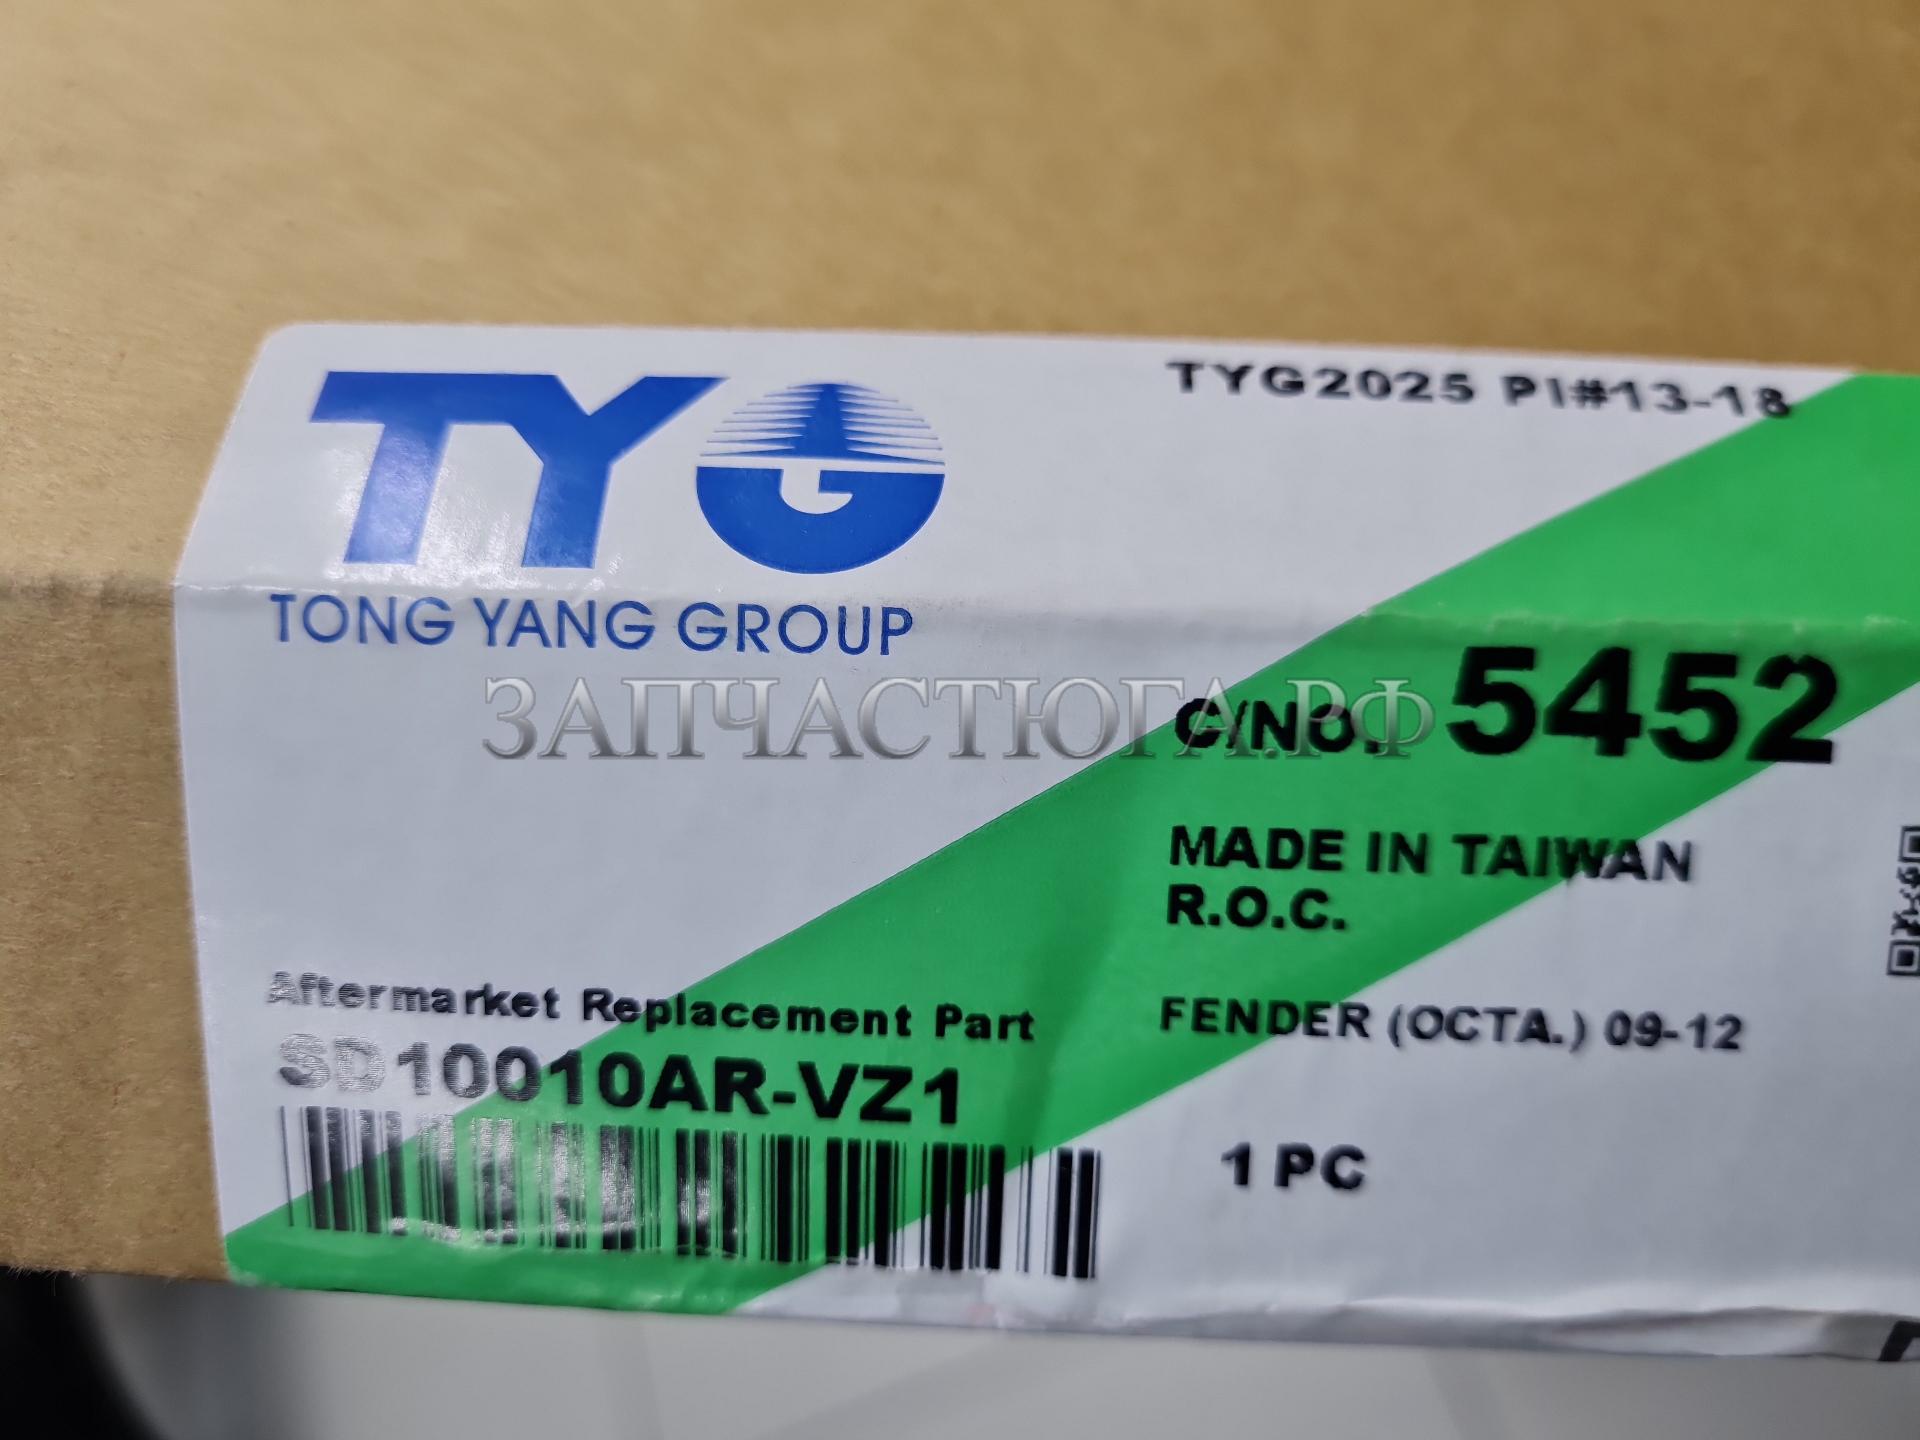 TYG
TYG2025 PI#13-18
TONG YANG GROUP
ЗАПЧАСТЮГА.РФ
C/NO. 5452
MADE IN TAIWAN
R.O.C.
Aftermarket Replacement Part
FENDER (OCTA.) 09-12
SD10010AR-VZ1
1 PC